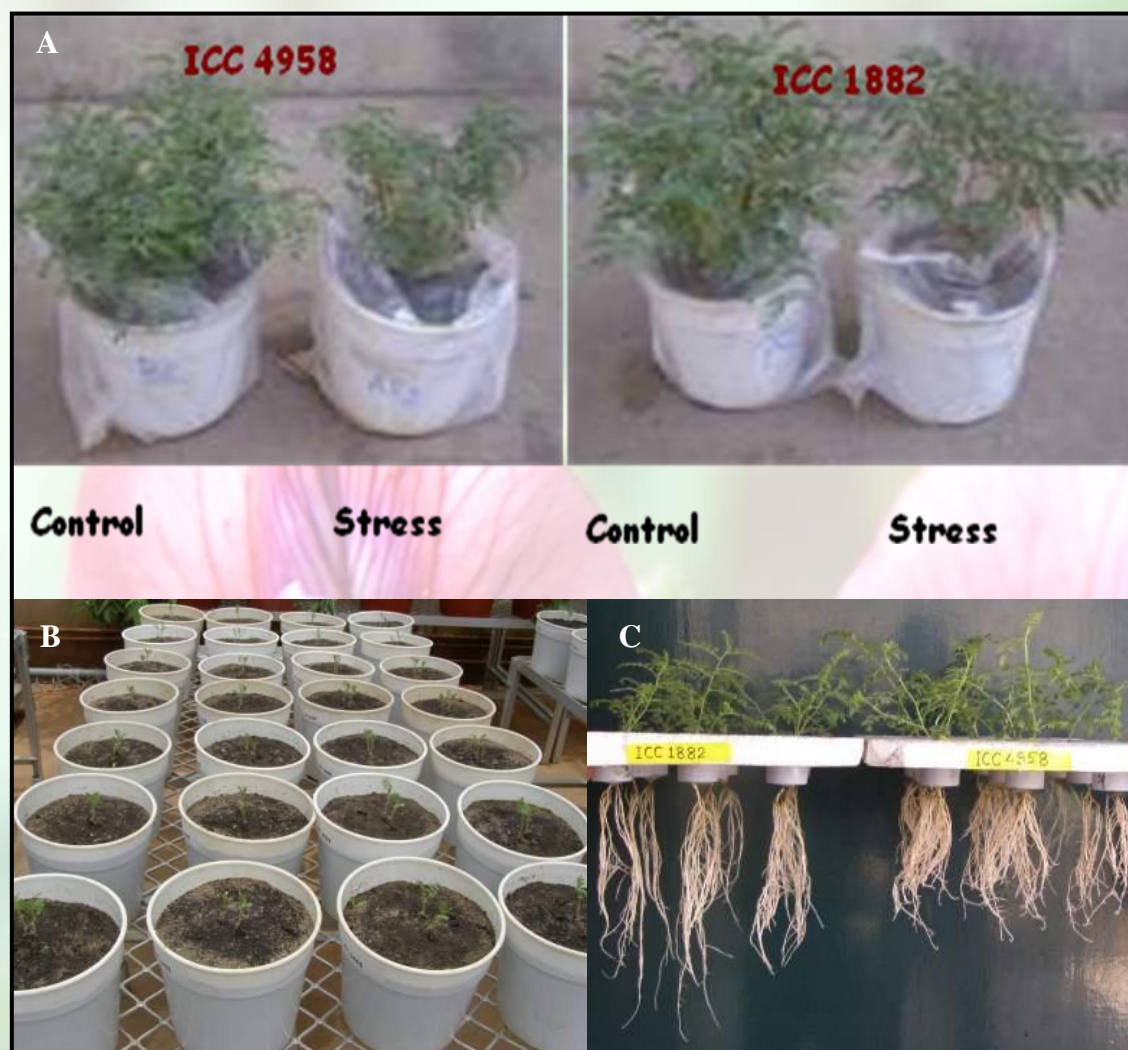 A
ICC 4958
ICC 1882
Control
Stress
Control
Stress
B
C
ICC 1882
ICC 4958